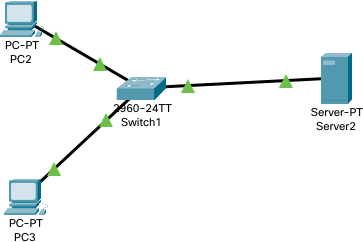 PC-PT
PC2
2960-24TT
Switch1
Server-PT
Server2
PC-PT
PC3